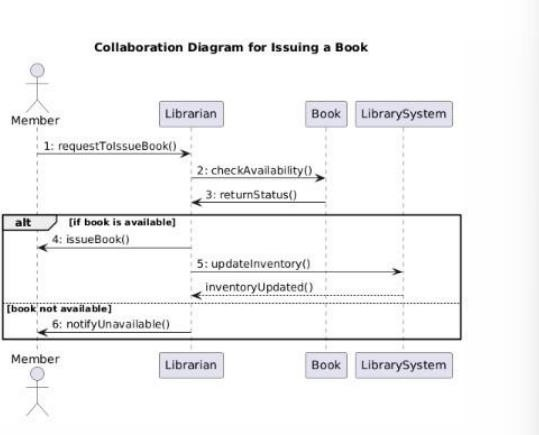 Collaboration Diagram for Issuing a Book
Member
Librarian
Book
LibrarySystem
1: requestToIssueBook()
2: checkAvailability()
3: returnStatus()
alt
[if book is available]
4: issueBook()
5: updateInventory()
inventoryUpdated()
[book not available]
6: notifyUnavailable()
Member
Librarian
Book
LibrarySystem